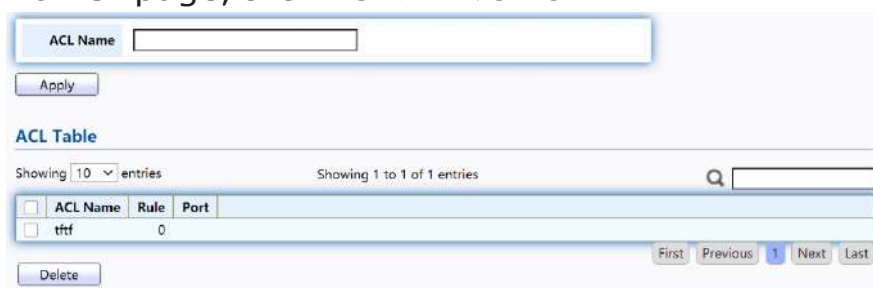 ACL Name
Apply
ACL Table
Showing 10 entries
Showing 1 to 1 of 1 entries
ACL Name Rule Port
tftf 0
First Previous 1 Next Last
Delete